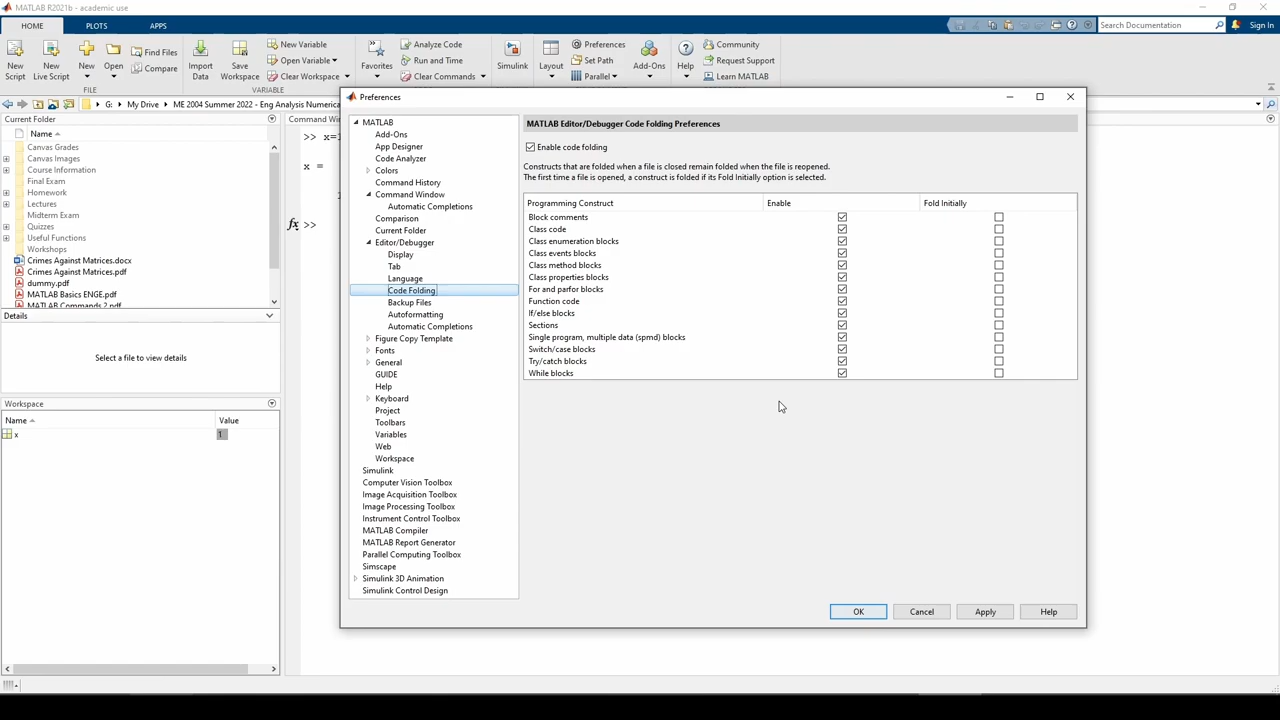 MATLAB R2021b - academic use
HOME
PLOTS
APPS
Search Documentation
Sign In
New Script
New Live Script
New
Open
Find Files
Compare
Import Data
Save Workspace
New Variable
Open Variable
Clear Workspace
Favorites
Analyze Code
Run and Time
Clear Commands
Simulink
Layout
Preferences
Set Path
Parallel
Add-Ons
Help
Community
Request Support
Learn MATLAB
FILE
VARIABLE
G:
My Drive
ME 2004 Summer 2022 - Eng Analysis Numerica
Current Folder
Name
Canvas Grades
Canvas Images
Course Information
Final Exam
Homework
Lectures
Midterm Exam
Quizzes
Useful Functions
Workshops
Crimes Against Matrices.docx
Crimes Against Matrices.pdf
dummy.pdf
MATLAB Basics ENGE.pdf
MATLAB Commands 2.pdf
Details
Select a file to view details
Workspace
Name
Value
x
1
Command Win
>> x=1
x =
fx >>
Preferences
MATLAB
Add-Ons
App Designer
Code Analyzer
Colors
Command History
Command Window
Automatic Completions
Comparison
Current Folder
Editor/Debugger
Display
Tab
Language
Code Folding
Backup Files
Autoformatting
Automatic Completions
Figure Copy Template
Fonts
General
GUIDE
Help
Keyboard
Project
Toolbars
Variables
Web
Workspace
Simulink
Computer Vision Toolbox
Image Acquisition Toolbox
Image Processing Toolbox
Instrument Control Toolbox
MATLAB Compiler
MATLAB Report Generator
Parallel Computing Toolbox
Simscape
Simulink 3D Animation
Simulink Control Design
MATLAB Editor/Debugger Code Folding Preferences
Enable code folding
Constructs that are folded when a file is closed remain folded when the file is reopened.
The first time a file is opened, a construct is folded if its Fold Initially option is selected.
Programming Construct
Enable
Fold Initially
Block comments
Class code
Class enumeration blocks
Class events blocks
Class method blocks
Class properties blocks
For and parfor blocks
Function code
If/else blocks
Sections
Single program, multiple data (spmd) blocks
Switch/case blocks
Try/catch blocks
While blocks
OK
Cancel
Apply
Help